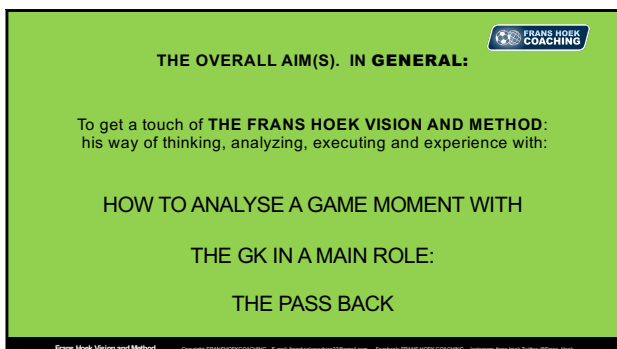 FRANS HOEK
COACHING
THE OVERALL AIM(S). IN GENERAL:
To get a touch of THE FRANS HOEK VISION AND METHOD:
his way of thinking, analyzing, executing and experience with:
HOW TO ANALYSE A GAME MOMENT WITH
THE GK IN A MAIN ROLE:
THE PASS BACK
Frans Hoek Vision and Method